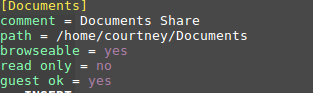 [Documents]
comment = Documents Share
path = /home/courtney/Documents
browseable = yes
read only = no
guest ok = yes